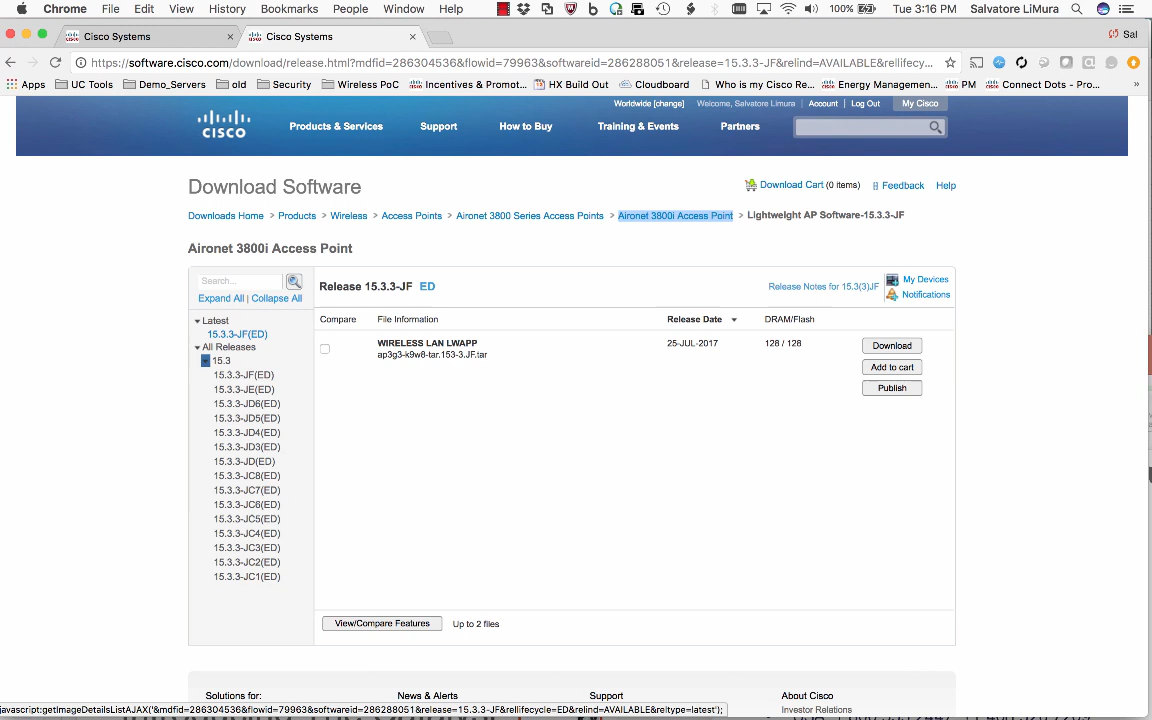 Chrome File Edit View History Bookmarks People Window Help 100% Tue 3:16 PM Salvatore LiMura
Cisco Systems × Cisco Systems × Sal
https://software.cisco.com/download/release.html?mdfid=286304536&flowid=79963&softwareid=286288051&release=15.3.3-JF&relind=AVAILABLE&rellifecyc...
Apps UC Tools Demo_Servers old Security Wireless PoC Incentives & Promot... HX Build Out Cloudboard Who is my Cisco Re... Energy Managemen... PM Connect Dots - Pro... »
Worldwide [change] Welcome, Salvatore Limura Account Log Out My Cisco
cisco Products & Services Support How to Buy Training & Events Partners
Download Software
Download Cart (0 items) Feedback Help
Downloads Home > Products > Wireless > Access Points > Aironet 3800 Series Access Points > Aironet 3800i Access Point > Lightweight AP Software-15.3.3-JF
Aironet 3800i Access Point
Search...
Expand All | Collapse All
Latest
15.3.3-JF(ED)
All Releases
15.3
15.3.3-JF(ED)
15.3.3-JE(ED)
15.3.3-JD6(ED)
15.3.3-JD5(ED)
15.3.3-JD4(ED)
15.3.3-JD3(ED)
15.3.3-JD(ED)
15.3.3-JC8(ED)
15.3.3-JC7(ED)
15.3.3-JC6(ED)
15.3.3-JC5(ED)
15.3.3-JC4(ED)
15.3.3-JC3(ED)
15.3.3-JC2(ED)
15.3.3-JC1(ED)
Release 15.3.3-JF ED
Release Notes for 15.3(3)JF
My Devices
Notifications
Compare File Information Release Date DRAM/Flash
WIRELESS LAN LWAPP 25-JUL-2017 128 / 128 Download
ap3g3-k9w8-tar.153-3.JF.tar
Add to cart
Publish
View/Compare Features Up to 2 files
Solutions for: News & Alerts Support About Cisco
Investor Relations
javascript:getImageDetailsListAJAX('&mdfid=286304536&flowid=79963&softwareid=286288051&release=15.3.3-JF&rellifecycle=ED&relind=AVAILABLE&reltype=latest');